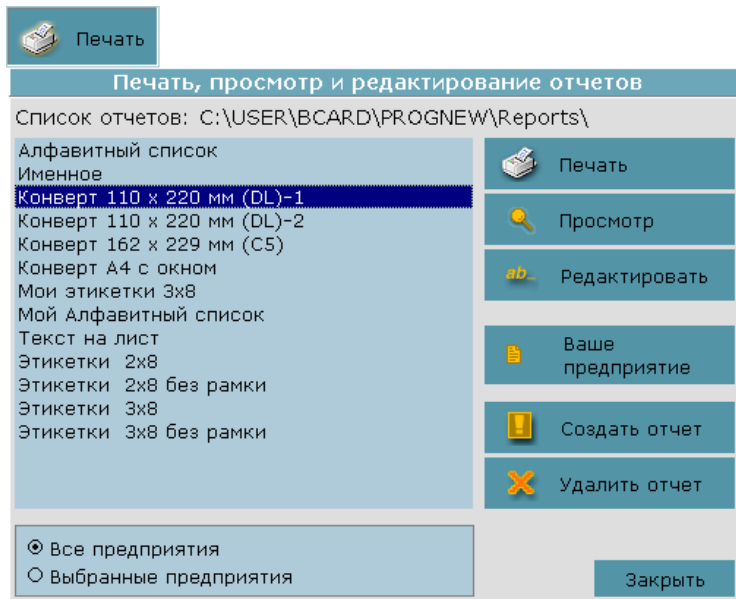 Печать
Печать, просмотр и редактирование отчетов
Список отчетов: C:\USER\BCARD\PROGNEW\Reports\
Алфавитный список
Именное
Конверт 110 x 220 мм (DL)-1
Конверт 110 x 220 мм (DL)-2
Конверт 162 x 229 мм (C5)
Конверт А4 с окном
Мои этикетки 3x8
Мой Алфавитный список
Текст на лист
Этикетки  2x8
Этикетки  2x8 без рамки
Этикетки  3x8
Этикетки  3x8 без рамки
Печать
Просмотр
ab_ Редактировать
Ваше
предприятие
Создать отчет
Удалить отчет
Все предприятия
Выбранные предприятия
Закрыть